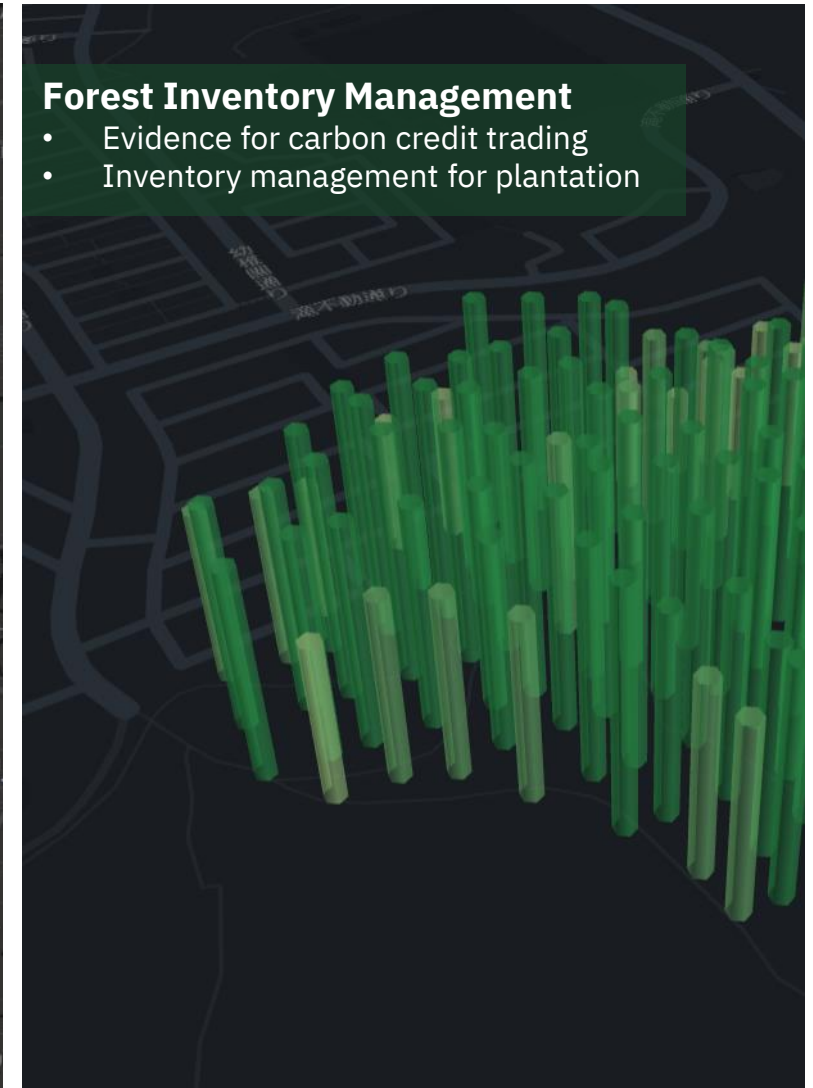 Forest Inventory Management
• Evidence for carbon credit trading
• Inventory management for plantation